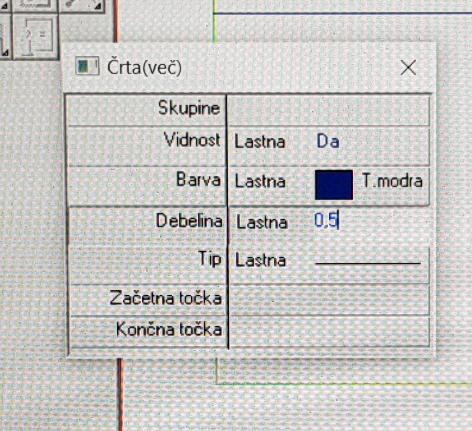 Črta(več)
Skupine
Vidnost Lastna Da
Barva Lastna T.modra
Debelina Lastna 0,5
Tip Lastna
Začetna točka
Končna točka